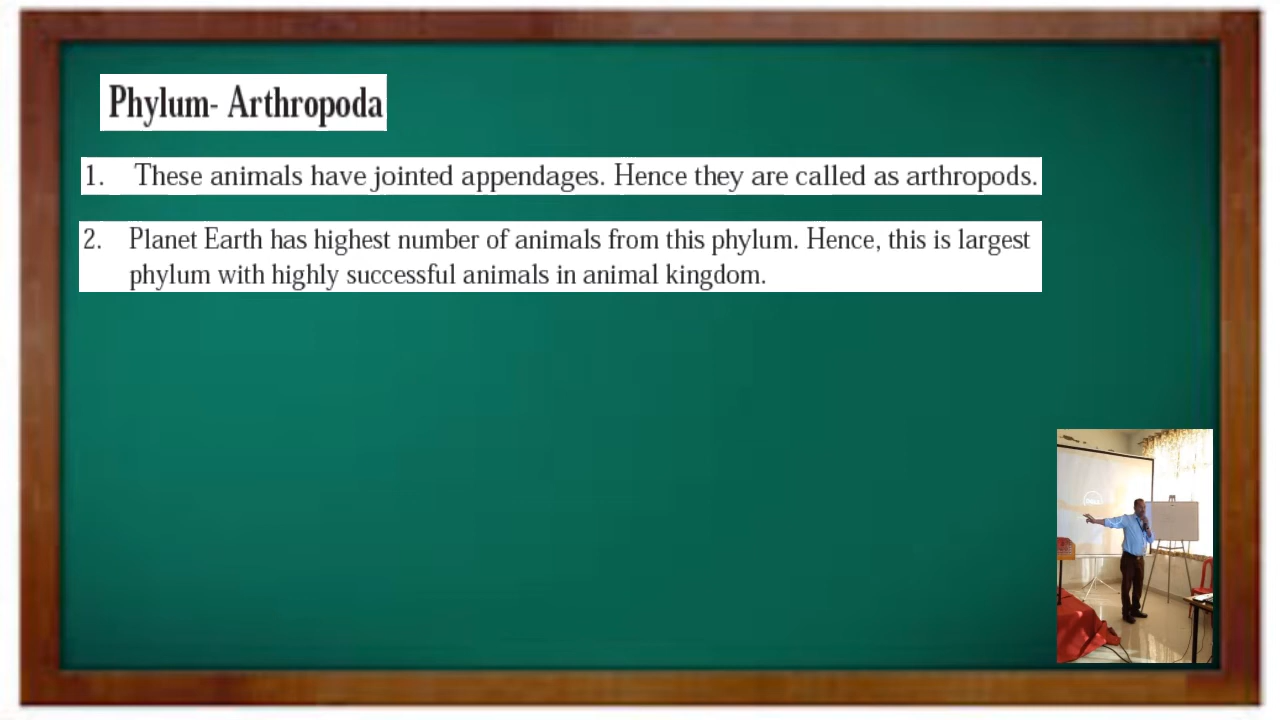 Phylum- Arthropoda
1. These animals have jointed appendages. Hence they are called as arthropods.
2. Planet Earth has highest number of animals from this phylum. Hence, this is largest
phylum with highly successful animals in animal kingdom.